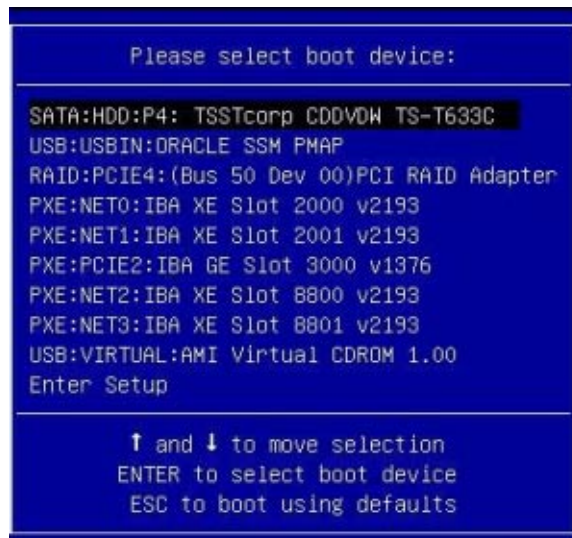 Please select boot device:
SATA:HDD:P4: TSSTcorp CDDVDW TS-T633C
USB:USBIN:ORACLE SSM PMAP
RAID:PCIE4:(Bus 50 Dev 00)PCI RAID Adapter
PXE:NET0:IBA XE Slot 2000 v2193
PXE:NET1:IBA XE Slot 2001 v2193
PXE:PCIE2:IBA GE Slot 3000 v1376
PXE:NET2:IBA XE Slot 8800 v2193
PXE:NET3:IBA XE Slot 8801 v2193
USB:VIRTUAL:AMI Virtual CDROM 1.00
Enter Setup
↑ and ↓ to move selection
ENTER to select boot device
ESC to boot using defaults